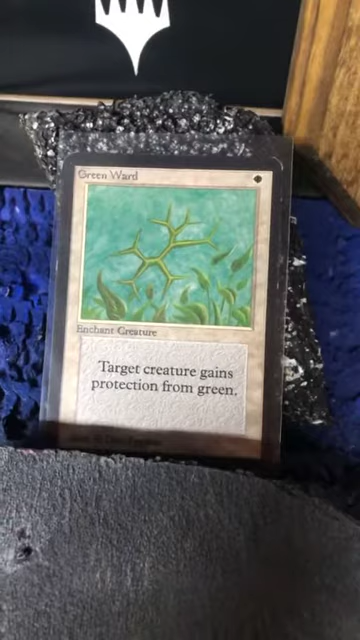 Green Ward
Enchant Creature
Target creature gains
protection from green.